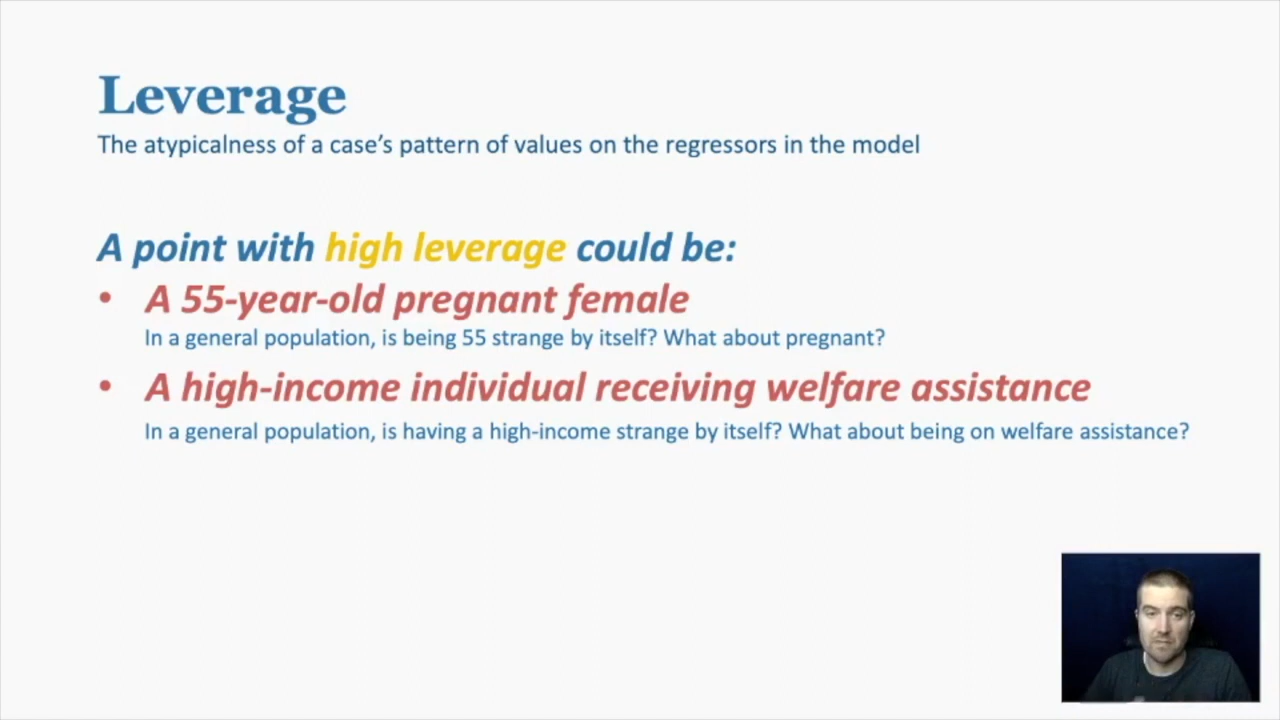 Leverage
The atypicalness of a case’s pattern of values on the regressors in the model
A point with high leverage could be:
• A 55-year-old pregnant female
In a general population, is being 55 strange by itself? What about pregnant?
• A high-income individual receiving welfare assistance
In a general population, is having a high-income strange by itself? What about being on welfare assistance?